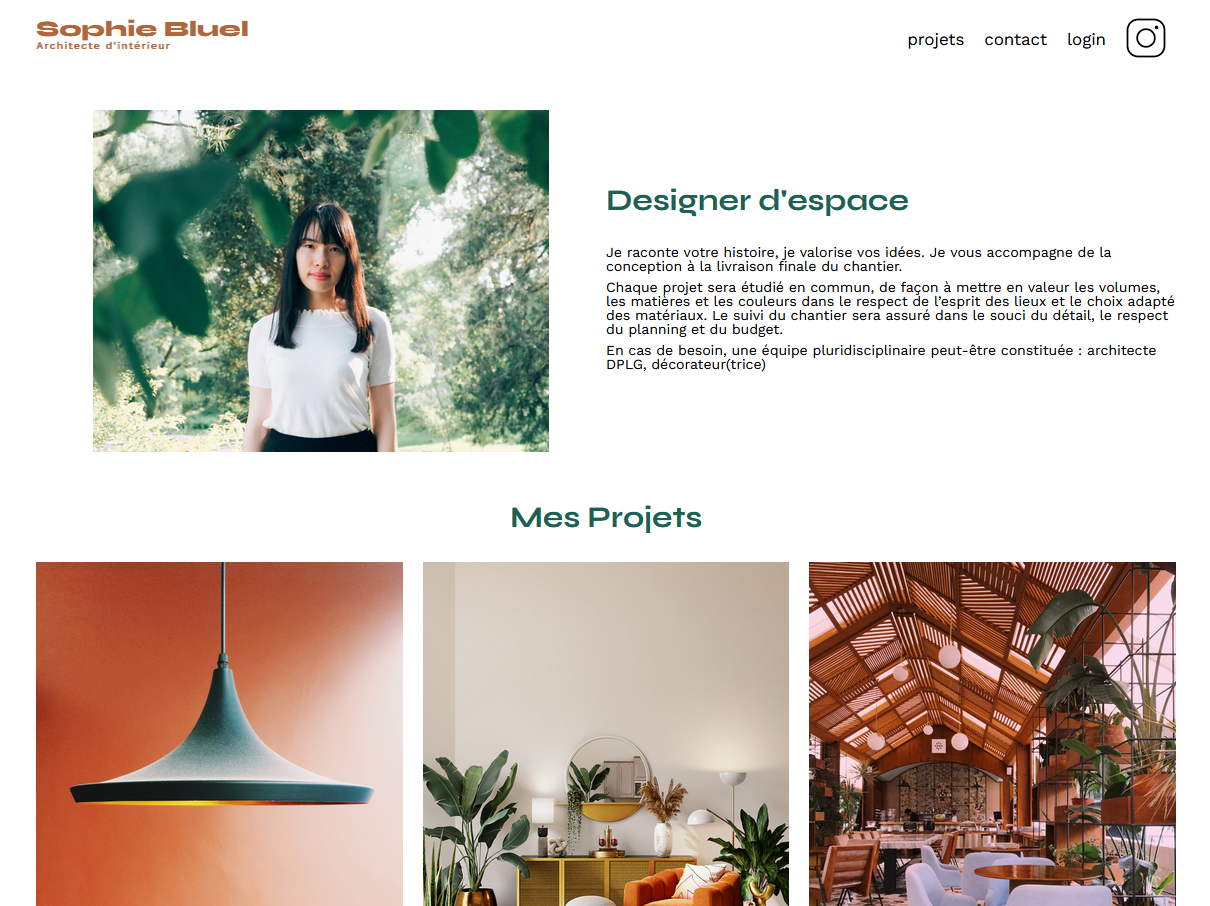 Sophie Bluel
Architecte d'intérieur
projets
contact
login
Designer d'espace
Je raconte votre histoire, je valorise vos idées. Je vous accompagne de la
conception à la livraison finale du chantier.
Chaque projet sera étudié en commun, de façon à mettre en valeur les volumes,
les matières et les couleurs dans le respect de l’esprit des lieux et le choix adapté
des matériaux. Le suivi du chantier sera assuré dans le souci du détail, le respect
du planning et du budget.
En cas de besoin, une équipe pluridisciplinaire peut-être constituée : architecte
DPLG, décorateur(trice)
Mes Projets